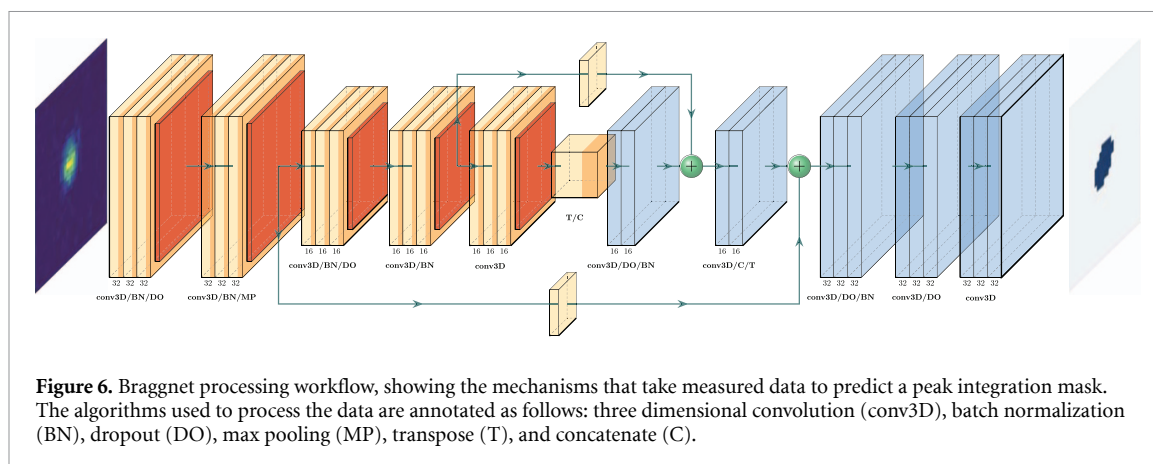 16 16 16
T/C
16 16
16 16
conv3D/BN/DO
16 16 16
conv3D/BN
16 16 16
conv3D
conv3D/DO/BN
conv3D/C/T
32 32 32
conv3D/BN/DO
32 32 32
conv3D/BN/MP
32 32 32
conv3D/DO/BN
32 32 32
conv3D/DO
32 32 32
conv3D
Figure 6. Braggnet processing workflow, showing the mechanisms that take measured data to predict a peak integration mask.
The algorithms used to process the data are annotated as follows: three dimensional convolution (conv3D), batch normalization
(BN), dropout (DO), max pooling (MP), transpose (T), and concatenate (C).